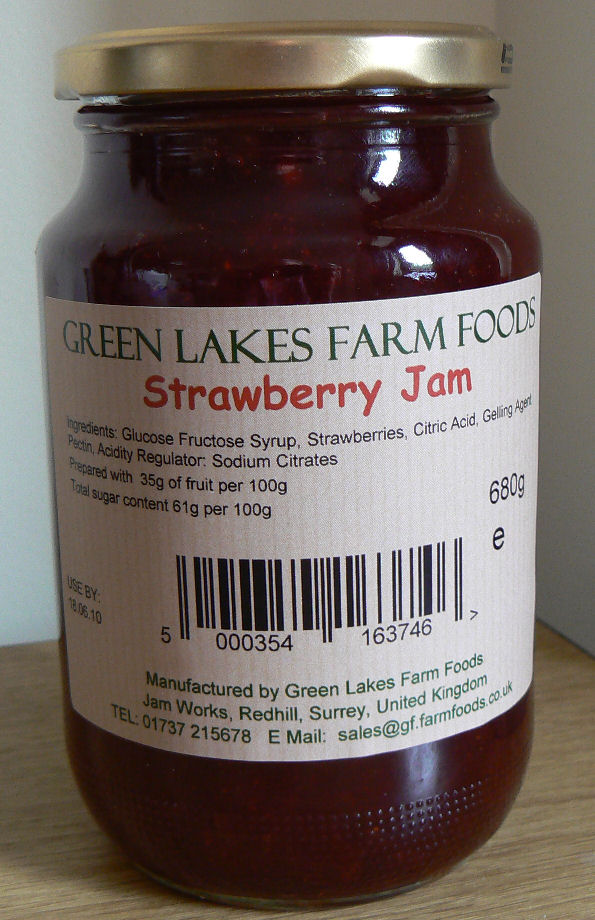 GREEN LAKES FARM FOODS
Strawberry Jam
Ingredients: Glucose Fructose Syrup, Strawberries, Citric Acid, Gelling Agent
Pectin, Acidity Regulator: Sodium Citrates
Prepared with 35g of fruit per 100g
Total sugar content 61g per 100g
680g
e
USE BY:
18.06.10
5 000354 163746 >
Manufactured by Green Lakes Farm Foods
Jam Works, Redhill, Surrey, United Kingdom
TEL: 01737 215678 E Mail: sales@gf.farmfoods.co.uk